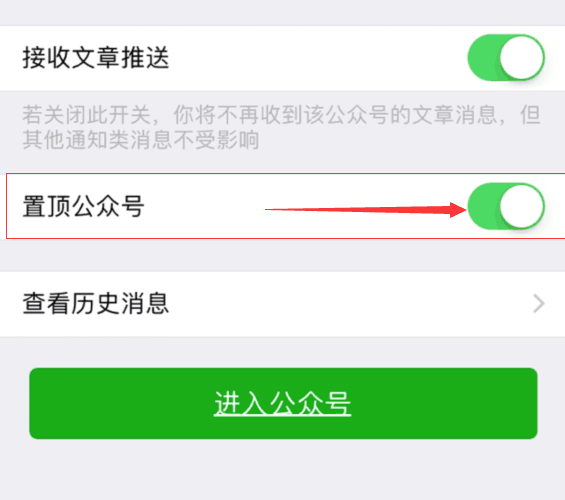 接收文章推送
若关闭此开关，你将不再收到该公众号的文章消息，但
其他通知类消息不受影响
置顶公众号
查看历史消息
进入公众号